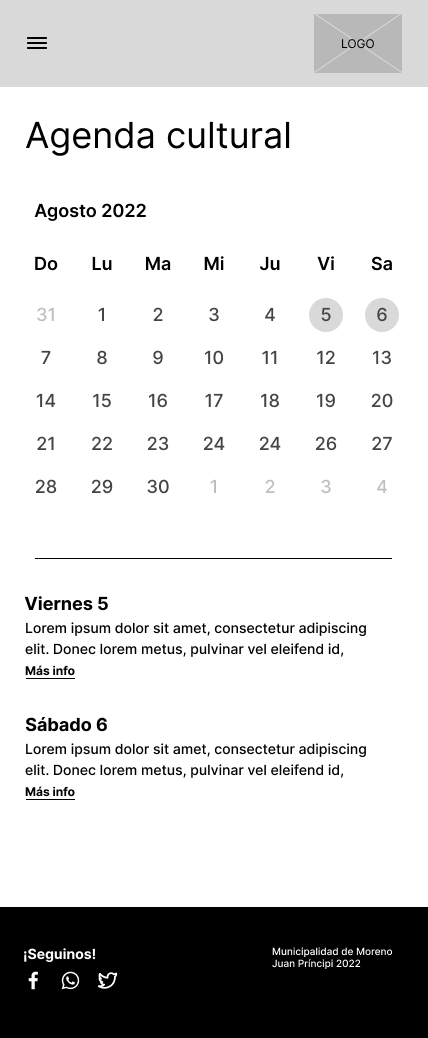 LOGO
Agenda cultural
Agosto 2022
Do Lu Ma Mi Ju Vi Sa
31 1 2 3 4 5 6
7 8 9 10 11 12 13
14 15 16 17 18 19 20
21 22 23 24 24 26 27
28 29 30 1 2 3 4
Viernes 5
Lorem ipsum dolor sit amet, consectetur adipiscing
elit. Donec lorem metus, pulvinar vel eleifend id,
Más info
Sábado 6
Lorem ipsum dolor sit amet, consectetur adipiscing
elit. Donec lorem metus, pulvinar vel eleifend id,
Más info
¡Seguinos!
Municipalidad de Moreno
Juan Príncipi 2022